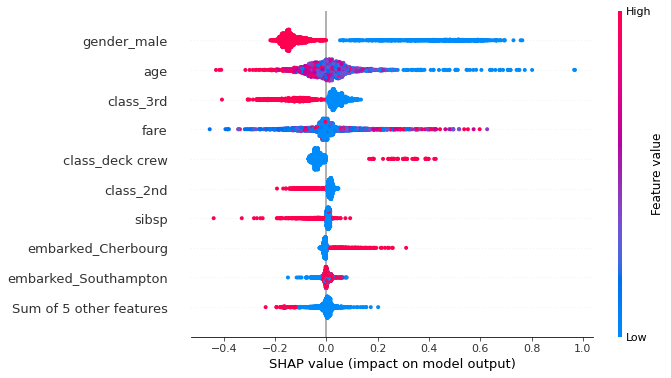 High
gender_male
age
class_3rd
fare
class_deck crew
class_2nd
sibsp
embarked_Cherbourg
embarked_Southampton
Sum of 5 other features
Feature value
Low
−0.4 −0.2 0.0 0.2 0.4 0.6 0.8 1.0
SHAP value (impact on model output)